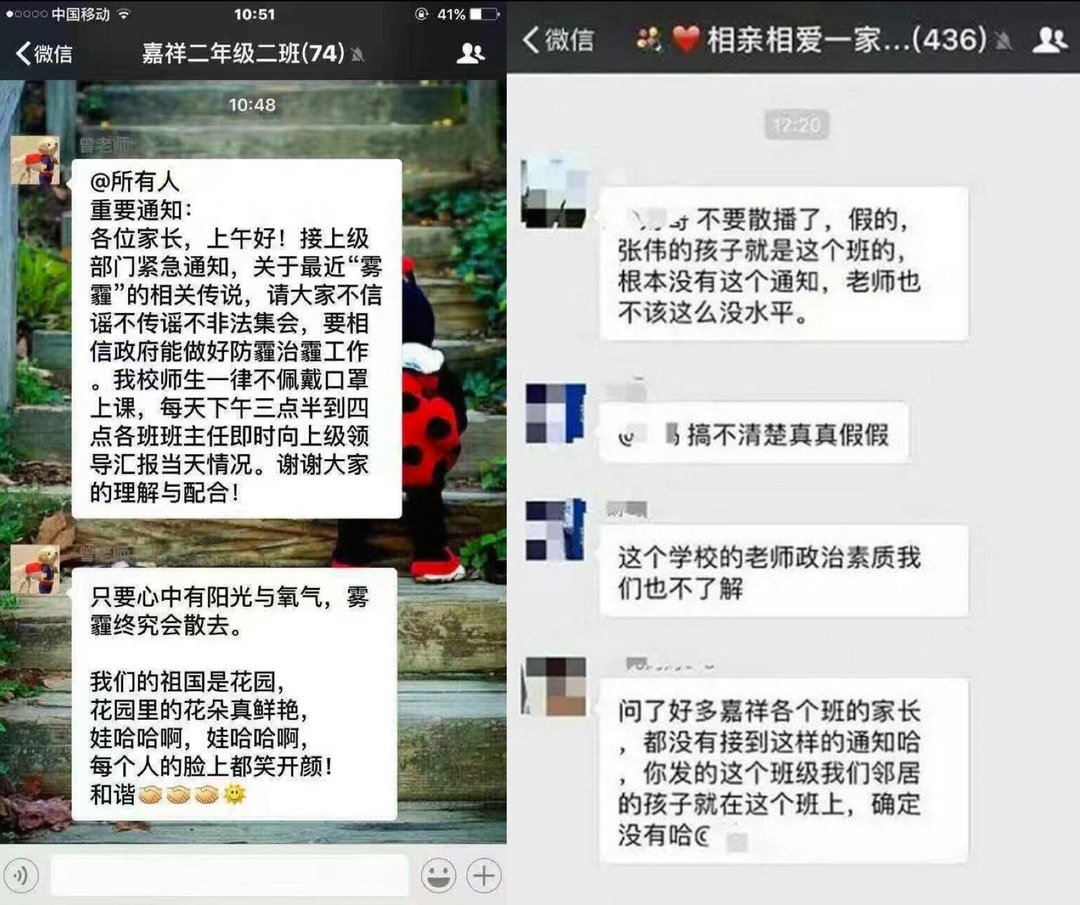 中国移动
10:51
41%
微信
嘉祥二年级二班(74)
10:48
曾老师
@所有人
重要通知：
各位家长，上午好！接上级
部门紧急通知，关于最近“雾
霾”的相关传说，请大家不信
谣不传谣不非法集会，要相
信政府能做好防霾治霾工作
。我校师生一律不佩戴口罩
上课，每天下午三点半到四
点各班班主任即时向上级领
导汇报当天情况。谢谢大家
的理解与配合！
曾老师
只要心中有阳光与氧气，雾
霾终究会散去。
我们的祖国是花园，
花园里的花朵真鲜艳，
娃哈哈啊，娃哈哈啊，
每个人的脸上都笑开颜！
和谐
微信
相亲相爱一家...(436)
12:20
不要散播了，假的，
张伟的孩子就是这个班的，
根本没有这个通知，老师也
不该这么没水平。
搞不清楚真真假假
这个学校的老师政治素质我
们也不了解
问了好多嘉祥各个班的家长
，都没有接到这样的通知哈
，你发的这个班级我们邻居
的孩子就在这个班上，确定
没有哈